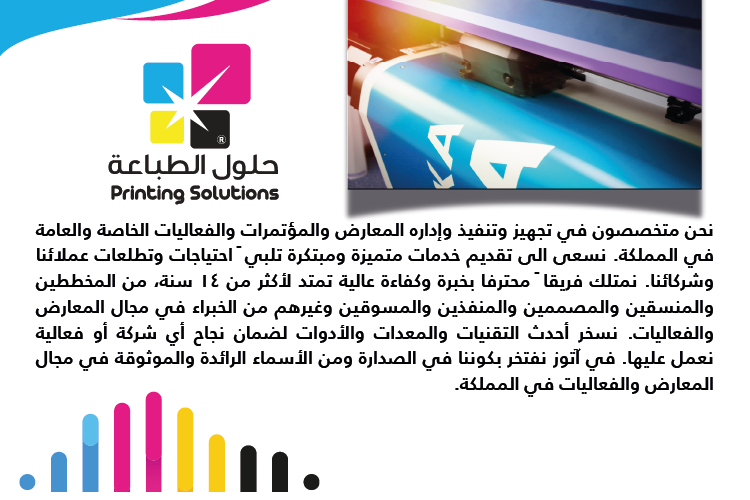 ®
حلول الطباعة
Printing Solutions
KA
A
نحن متخصصون في تجهيز وتنفيذ وإداره المعارض والمؤتمرات والفعاليات الخاصة والعامة
في المملكة. نسعى الى تقديم خدمات متميزة ومبتكرة تلبي- احتياجات وتطلعات عملائنا
وشركائنا. نمتلك فريقا- محترفا بخبرة وكفاءة عالية تمتد لأكثر من ١٤ سنة، من المخططين
والمنسقين والمصممين والمنفذين والمسوقين وغيرهم من الخبراء في مجال المعارض
والفعاليات. نسخر أحدث التقنيات والمعدات والأدوات لضمان نجاح أي شركة أو فعالية
نعمل عليها. في آتوز نفتخر بكوننا في الصدارة ومن الأسماء الرائدة والموثوقة في مجال
المعارض والفعاليات في المملكة.